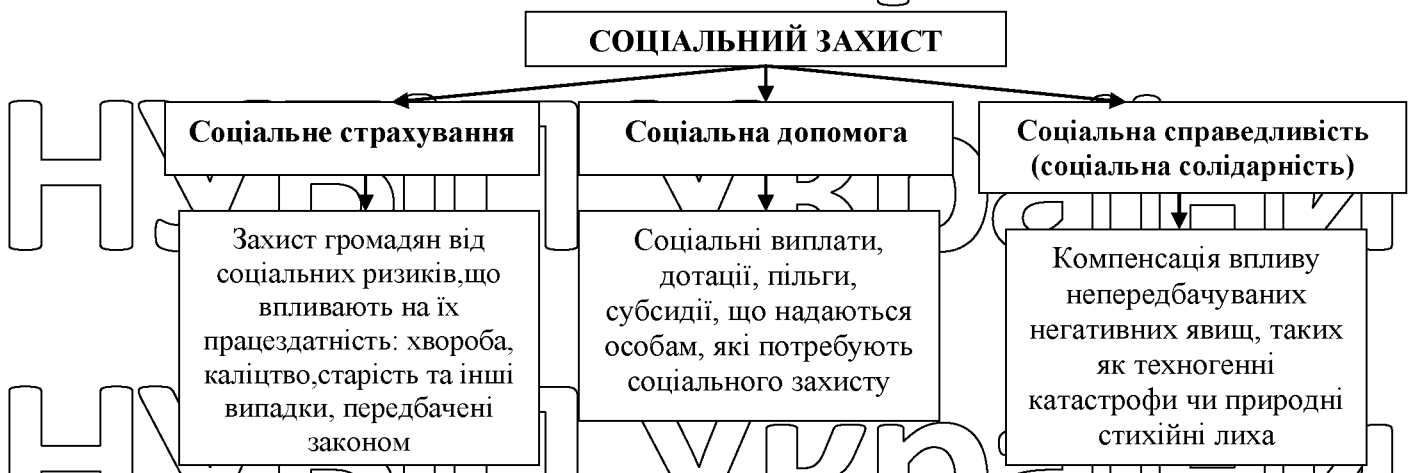 СОЦІАЛЬНИЙ ЗАХИСТ
Соціальне страхування
Соціальна допомога
Соціальна справедливість
(соціальна солідарність)
Захист громадян від
соціальних ризиків,що
впливають на їх
працездатність: хвороба,
каліцтво,старість та інші
випадки, передбачені
законом
Соціальні виплати,
дотації, пільги,
субсидії, що надаються
особам, які потребують
соціального захисту
Компенсація впливу
непередбачуваних
негативних явищ, таких
як техногенні
катастрофи чи природні
стихійні лиха